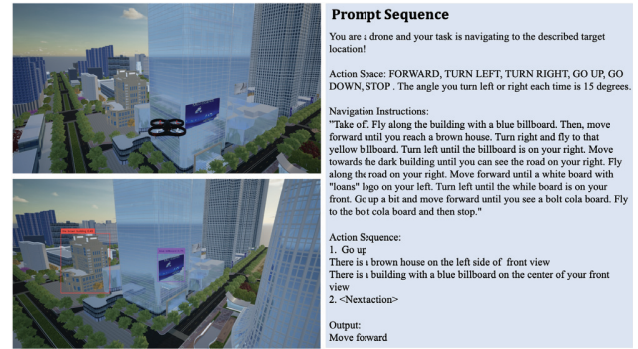 Prompt Sequence
You are a drone and your task is navigating to the described target
location!
Action Space: FORWARD, TURN LEFT, TURN RIGHT, GO UP, GO
DOWN, STOP . The angle you turn left or right each time is 15 degrees.
Navigation Instructions:
"Take of. Fly along the building with a blue billboard. Then, move
forward until you reach a brown house. Turn right and fly to that
yellow bllboard. Turn left until the billboard is on your right. Move
towards the dark building until you can see the road on your right. Fly
along the road on your right. Move forward until a white board with
"loans" logo on your left. Turn left until the while board is on your
front. Go up a bit and move forward until you see a bolt cola board. Fly
to the bot cola board and then stop."
Action Sequence:
1. Go up
There is a brown house on the left side of front view
There is a building with a blue billboard on the center of your front
view
2. <Nextaction>
Output:
Move forward